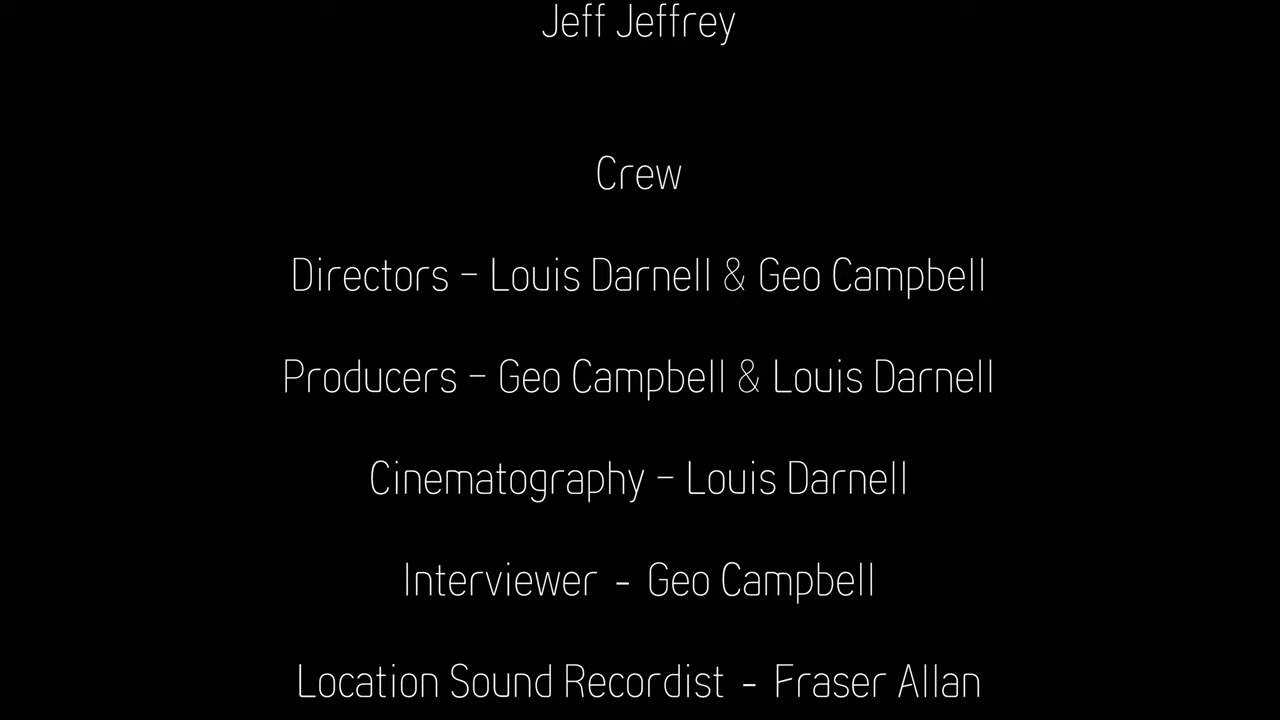 Jeff Jeffrey
Crew
Directors – Louis Darnell & Geo Campbell
Producers – Geo Campbell & Louis Darnell
Cinematography – Louis Darnell
Interviewer - Geo Campbell
Location Sound Recordist - Fraser Allan